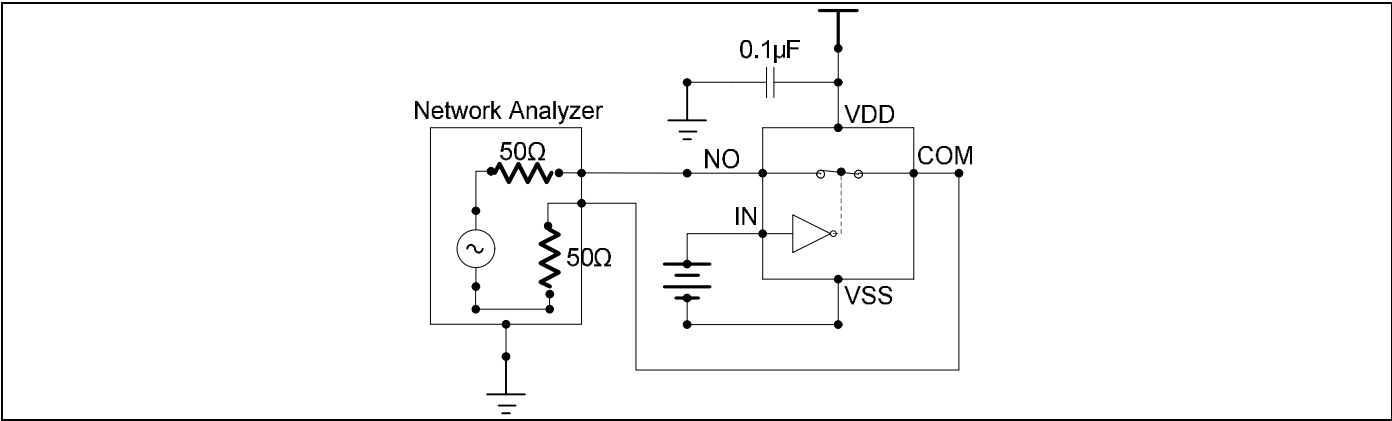 0.1µF
VDD
Network Analyzer
50Ω
NO
COM
IN
50Ω
VSS